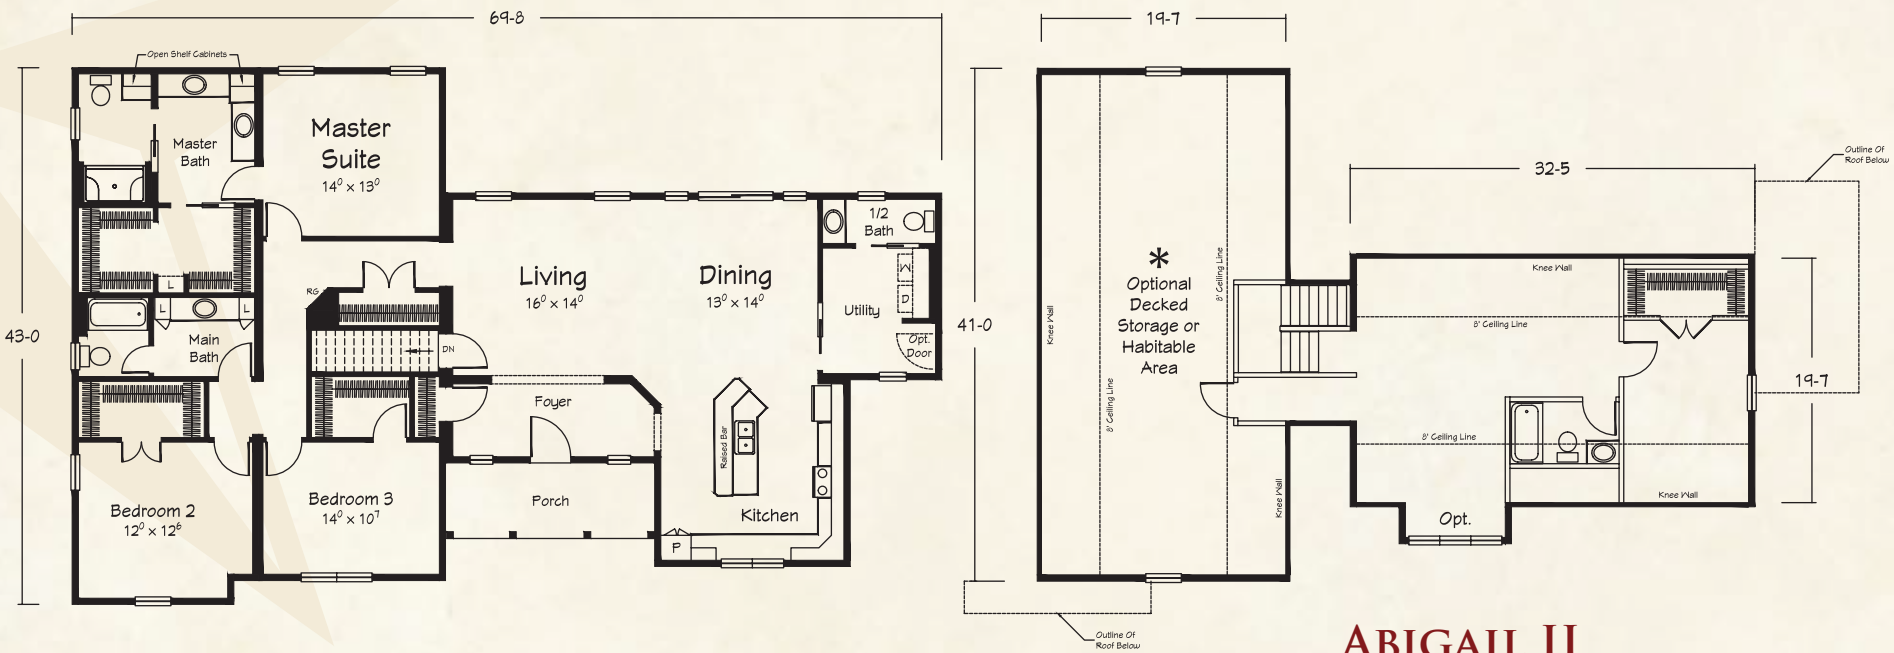 69-8
19-7
Open Shelf Cabinets
Master
Bath
Master
Suite
14⁰ x 13⁰
43-0
41-0
32-5
Outline Of
Roof Below
1/2
Bath
Living
16⁰ x 14⁰
Dining
13⁰ x 14⁰
W
D
Utility
Opt.
Door
L
RG
L
L
Main
Bath
DN
Foyer
Raised Bar
Bedroom 2
12⁰ x 12⁶
Bedroom 3
14⁰ x 10⁷
Porch
Kitchen
P
Knee Wall
8' Ceiling Line
8' Ceiling Line
Knee Wall
*
Optional
Decked
Storage or
Habitable
Area
Knee Wall
8' Ceiling Line
19-7
8' Ceiling Line
Knee Wall
Opt.
Outline Of
Roof Below
ABIGAIL II